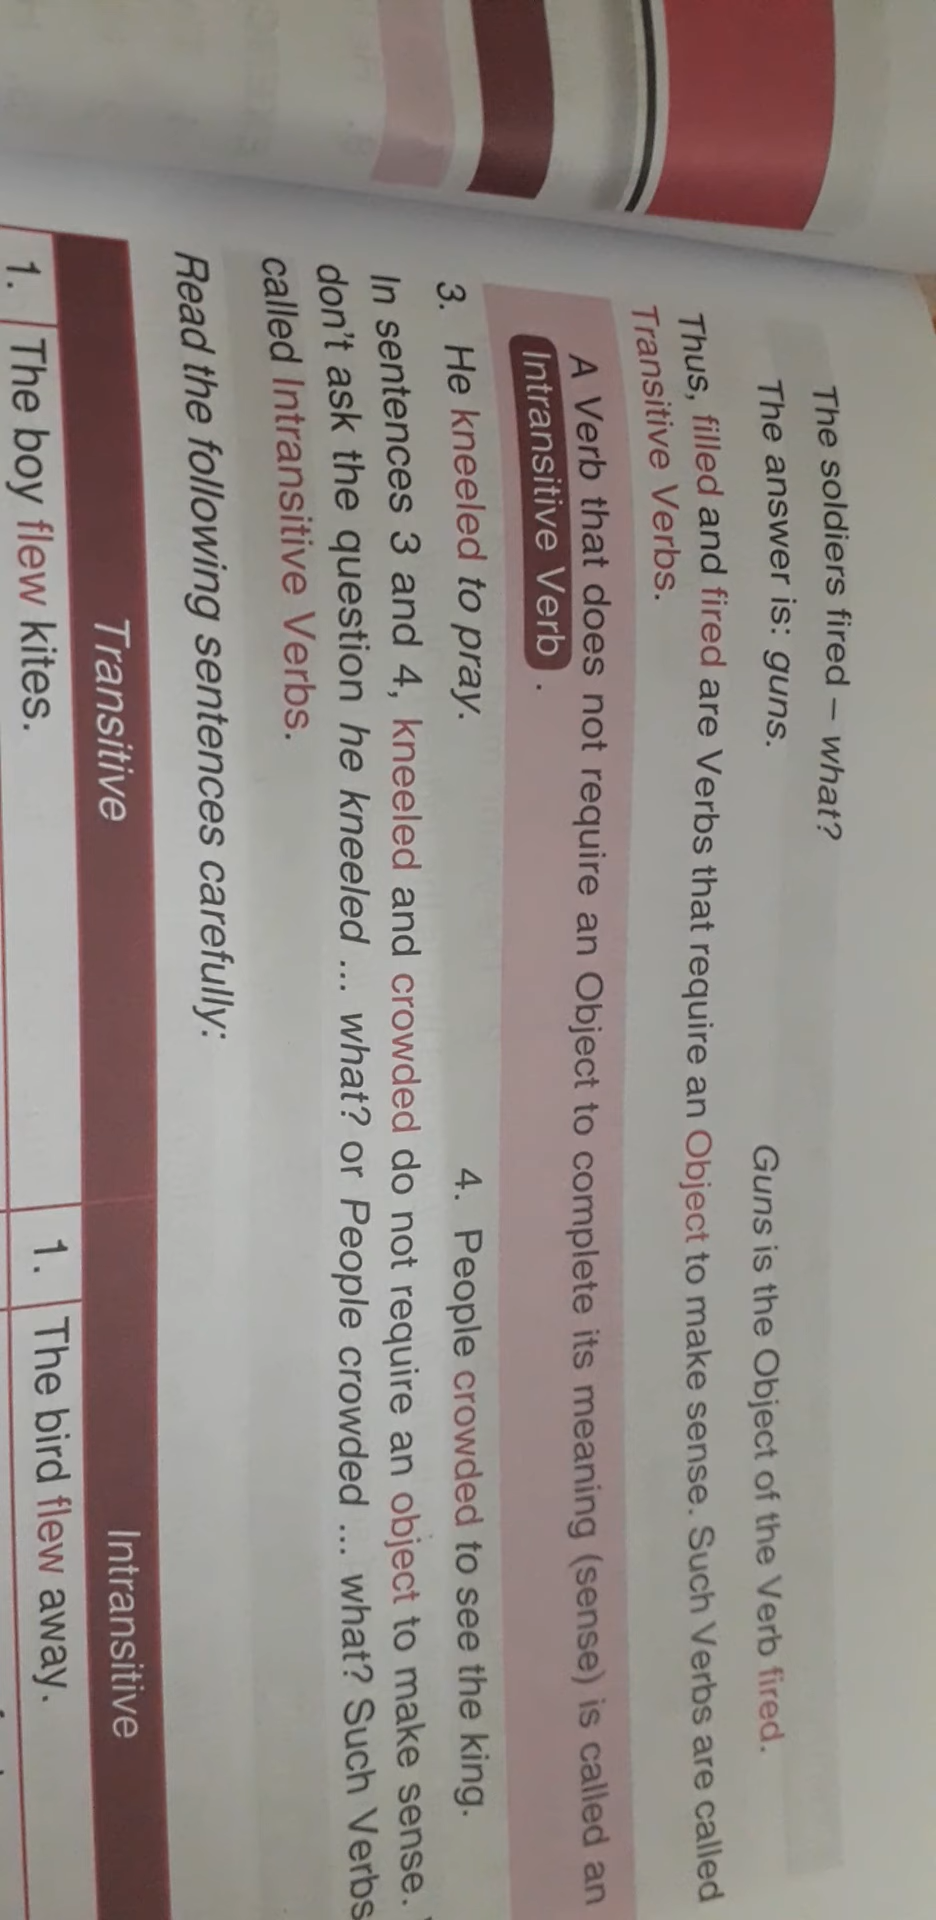 The soldiers fired – what?
The answer is: guns. Guns is the Object of the Verb fired.
Thus, filled and fired are Verbs that require an Object to make sense. Such Verbs are called
Transitive Verbs.
A Verb that does not require an Object to complete its meaning (sense) is called an
Intransitive Verb.
3. He kneeled to pray. 4. People crowded to see the king.
In sentences 3 and 4, kneeled and crowded do not require an object to make sense.
don't ask the question he kneeled ... what? or People crowded ... what? Such Verbs
called Intransitive Verbs.
Read the following sentences carefully:
Transitive Intransitive
1. The boy flew kites. 1. The bird flew away.